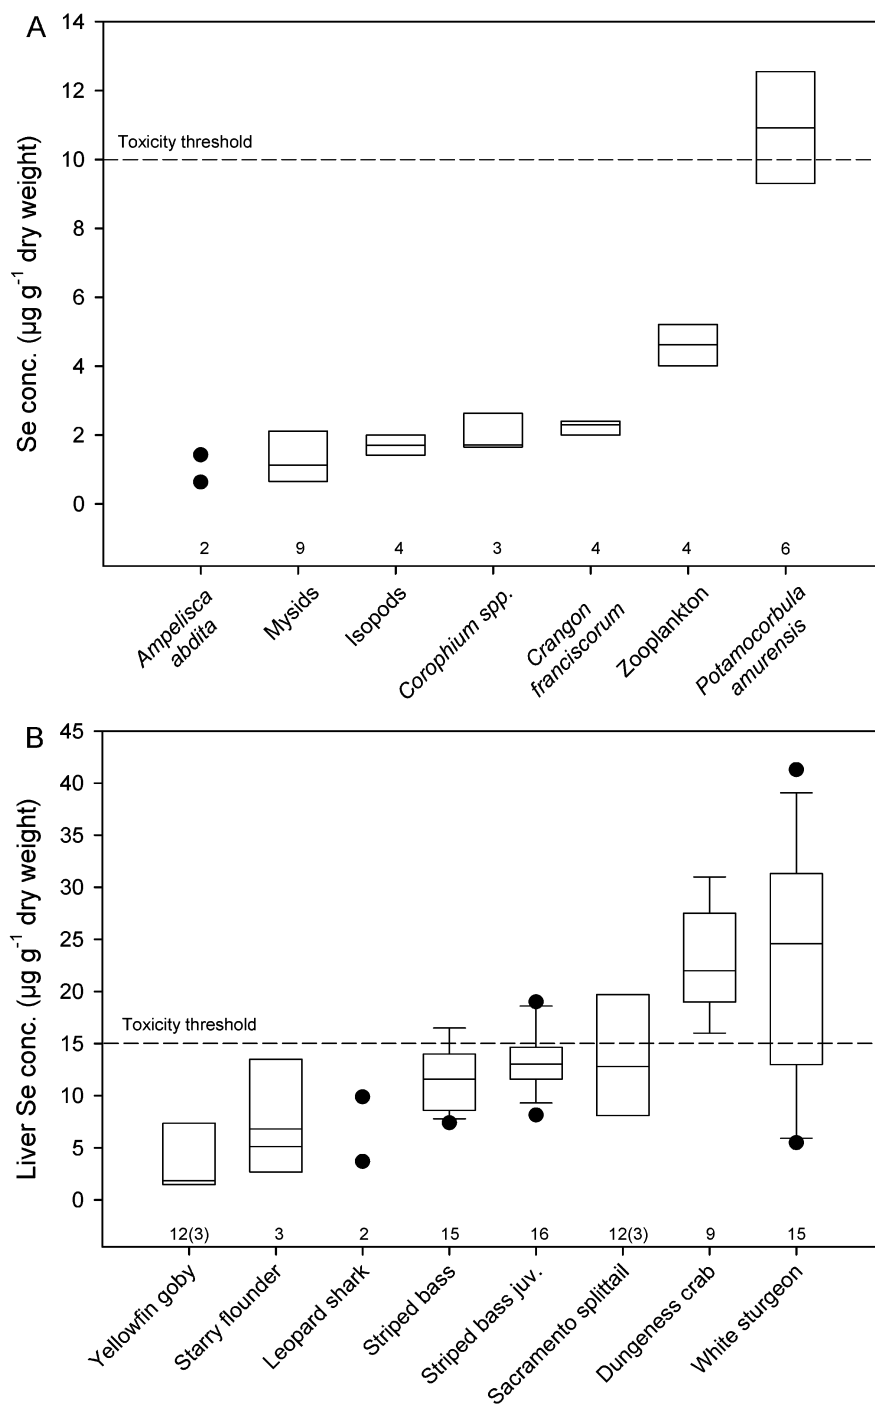 A
14
12
10
8
6
4
2
0
Se conc. (µg g-1 dry weight)
Toxicity threshold
2
9
4
3
4
4
6
Ampelisca
abdita
Mysids
Isopods
Corophium spp.
Crangon
franciscorum
Zooplankton
Potamocorbula
amurensis
B
45
40
35
30
25
20
15
10
5
0
Liver Se conc. (µg g-1 dry weight)
Toxicity threshold
12(3)
3
2
15
16
12(3)
9
15
Yellowfin goby
Starry flounder
Leopard shark
Striped bass
Striped bass juv.
Sacramento splittail
Dungeness crab
White sturgeon